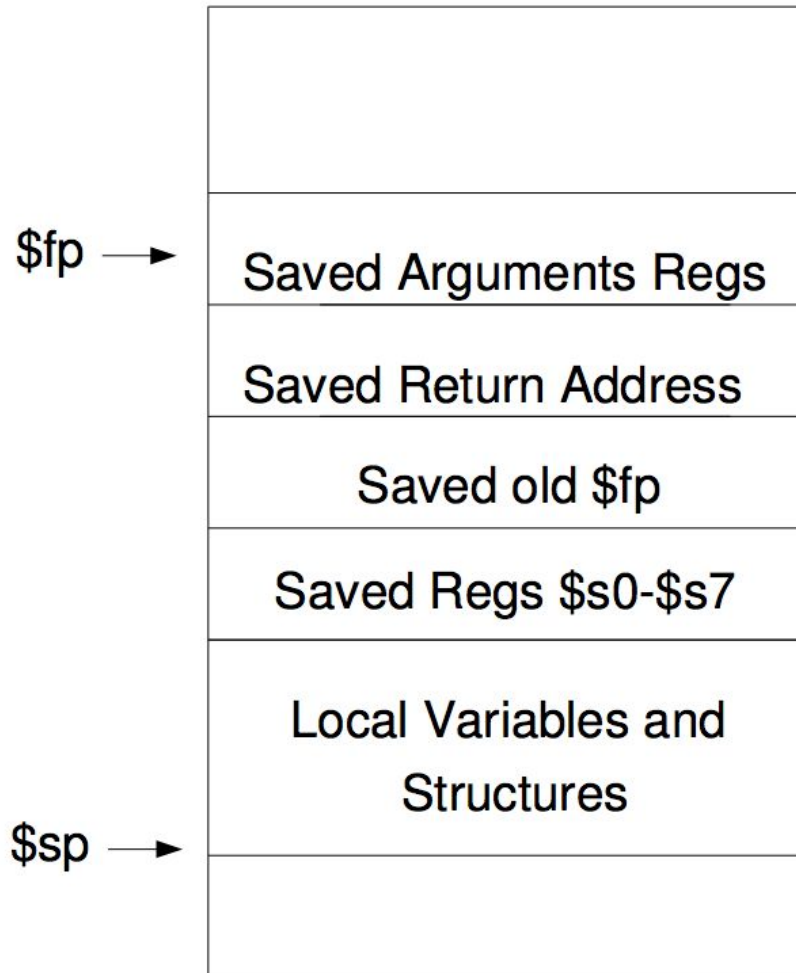 $fp
Saved Arguments Regs
Saved Return Address
Saved old $fp
Saved Regs $s0-$s7
Local Variables and
Structures
$sp